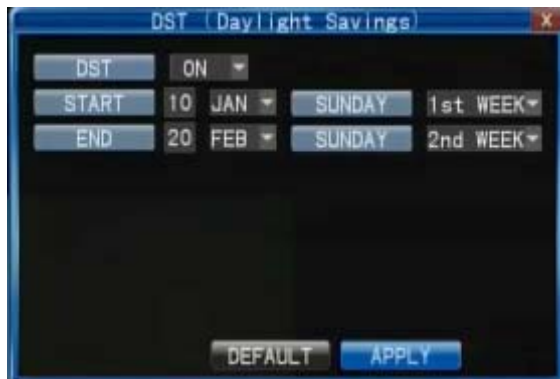 DST (Daylight Savings) X
DST ON
START 10 JAN SUNDAY 1st WEEK
END 20 FEB SUNDAY 2nd WEEK
DEFAULT APPLY